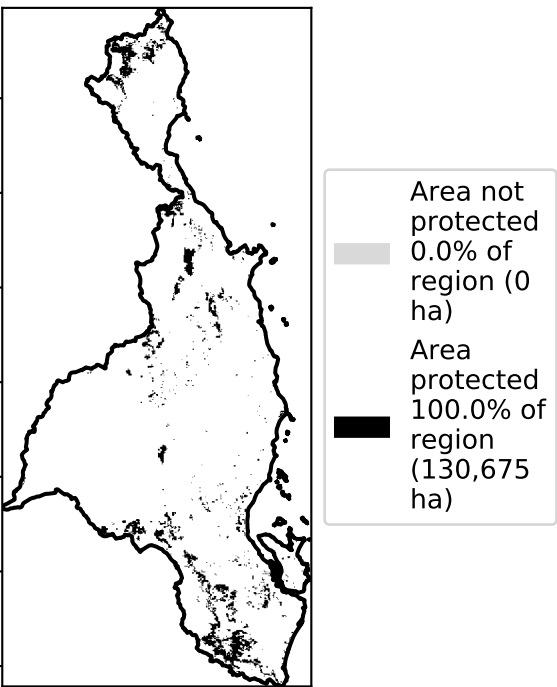 Area not
protected
0.0% of
region (0
ha)
Area
protected
100.0% of
region
(130,675
ha)